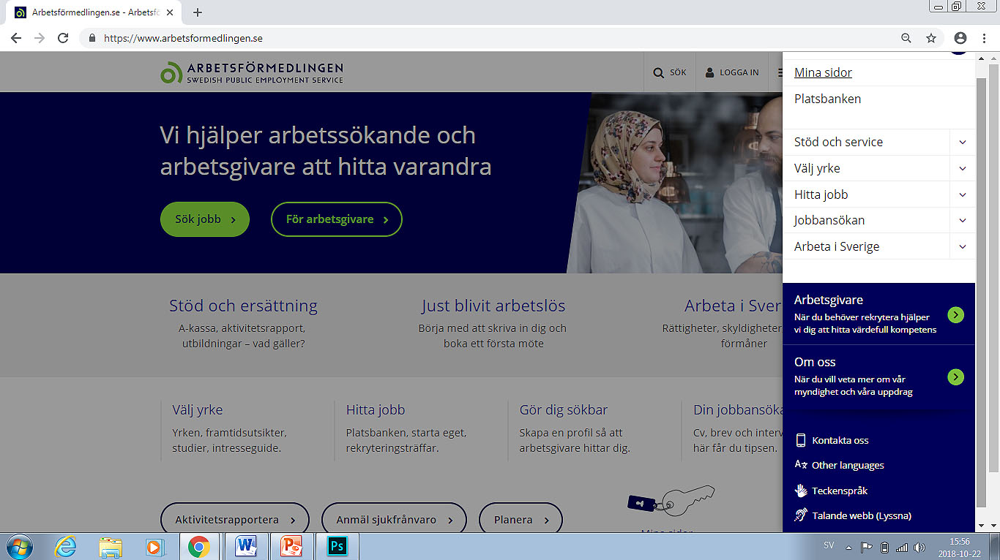 Arbetsförmedlingen.se - Arbetsfö
https://www.arbetsformedlingen.se
ARBETSFÖRMEDLINGEN
SWEDISH PUBLIC EMPLOYMENT SERVICE
SÖK
LOGGA IN
Vi hjälper arbetssökande och
arbetsgivare att hitta varandra
Sök jobb
För arbetsgivare
Stöd och ersättning
A-kassa, aktivitetsrapport,
utbildningar – vad gäller?
Just blivit arbetslös
Börja med att skriva in dig och
boka ett första möte
Arbeta i Sver
Rättigheter, skyldigheter,
förmåner
Välj yrke
Yrken, framtidsutsikter,
studier, intresseguide.
Hitta jobb
Platsbanken, starta eget,
rekryteringsträffar.
Gör dig sökbar
Skapa en profil så att
arbetsgivare hittar dig.
Din jobbansöka
Cv, brev och interv
här får du tipsen.
Aktivitetsrapportera
Anmäl sjukfrånvaro
Planera
Mina sidor
Mina sidor
Platsbanken
Stöd och service
Välj yrke
Hitta jobb
Jobbansökan
Arbeta i Sverige
Arbetsgivare
När du behöver rekrytera hjälper
vi dig att hitta värdefull kompetens
Om oss
När du vill veta mer om vår
myndighet och våra uppdrag
Kontakta oss
Other languages
Teckenspråk
Talande webb (Lyssna)
SV
15:56
2018-10-22